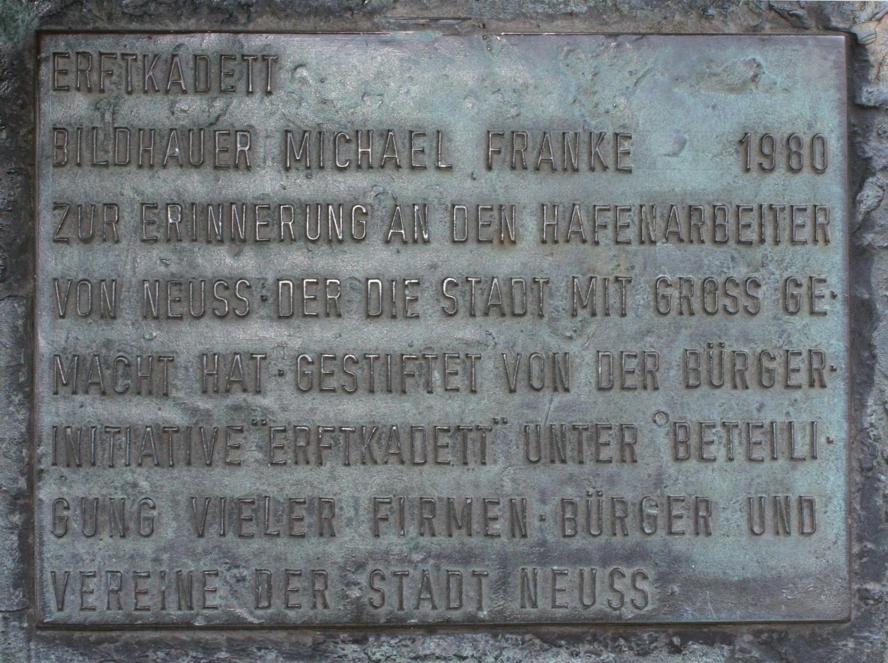 ERFTKADETT
BILDHAUER MICHAEL FRANKE 1980
ZUR ERINNERUNG AN DEN HAFENARBEITER
VON NEUSS·DER DIE STADT MIT GROSS GE-
MACHT HAT·GESTIFTET VON DER BÜRGER-
INITIATIVE "ERFTKADETT" UNTER BETEILI-
GUNG VIELER FIRMEN·BÜRGER UND
VEREINE DER STADT NEUSS